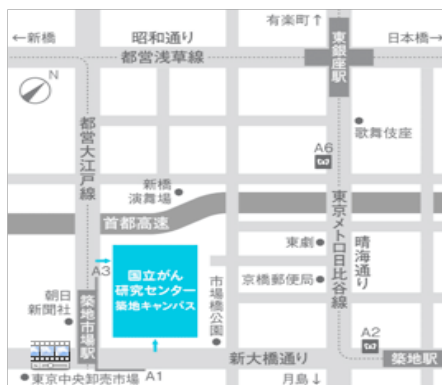 有楽町↑
←新橋
昭和通り
日本橋→
都営浅草線
東銀座駅
N
都営大江戸線
歌舞伎座
A6
新橋
演舞場
首都高速
東京メトロ日比谷線
晴海通り
東劇
A3
国立がん
研究センター
築地キャンパス
京橋郵便局
市場橋公園
朝日
新聞社
築地市場駅
A2
新大橋通り
築地駅
東京中央卸売市場
A1
月島↓